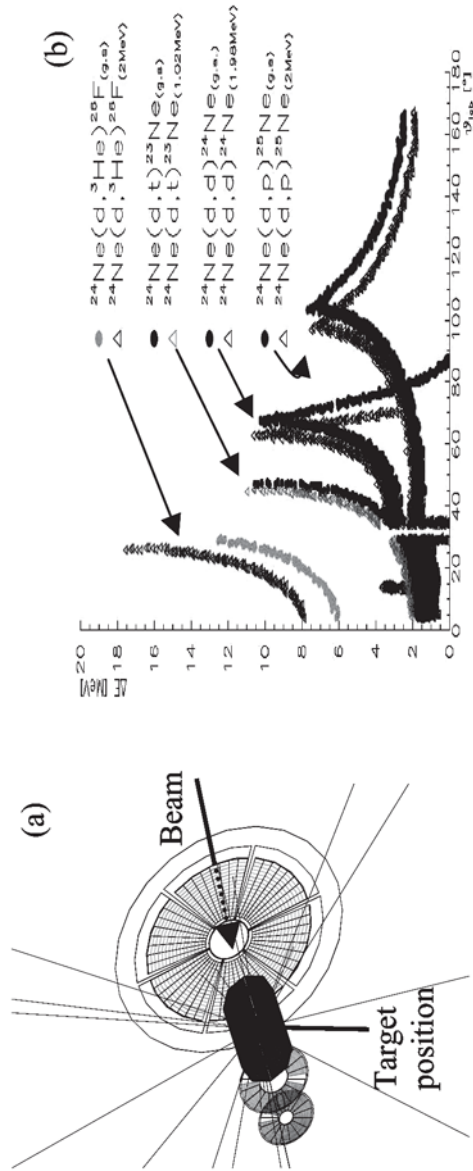 (a)
Beam
Target
position
(b)
ΔE [MeV]
20
18
16
14
12
10
8
6
4
2
0
0
20
40
60
80
100
120
140
160
180
ϑlab [°]
²⁴Ne(d,³He)²⁵F(g.s)
²⁴Ne(d,³He)²⁵F(2MeV)
²⁴Ne(d,t)²³Ne(g.s)
²⁴Ne(d,t)²³Ne(1.02MeV)
²⁴Ne(d,d)²⁴Ne(g.s.)
²⁴Ne(d,d)²⁴Ne(1.98MeV)
²⁴Ne(d,p)²⁵Ne(g.s)
²⁴Ne(d,p)²⁵Ne(2MeV)